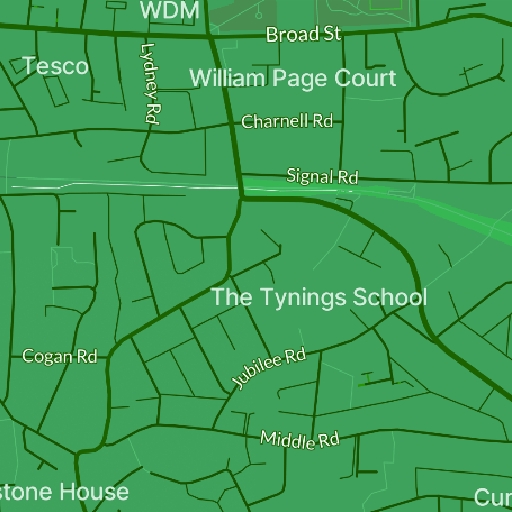 WDM
Broad St
Tesco
William Page Court
Lydney Rd
Charnell Rd
Signal Rd
The Tynings School
Cogan Rd
Jubilee Rd
Middle Rd
stone House
Cur